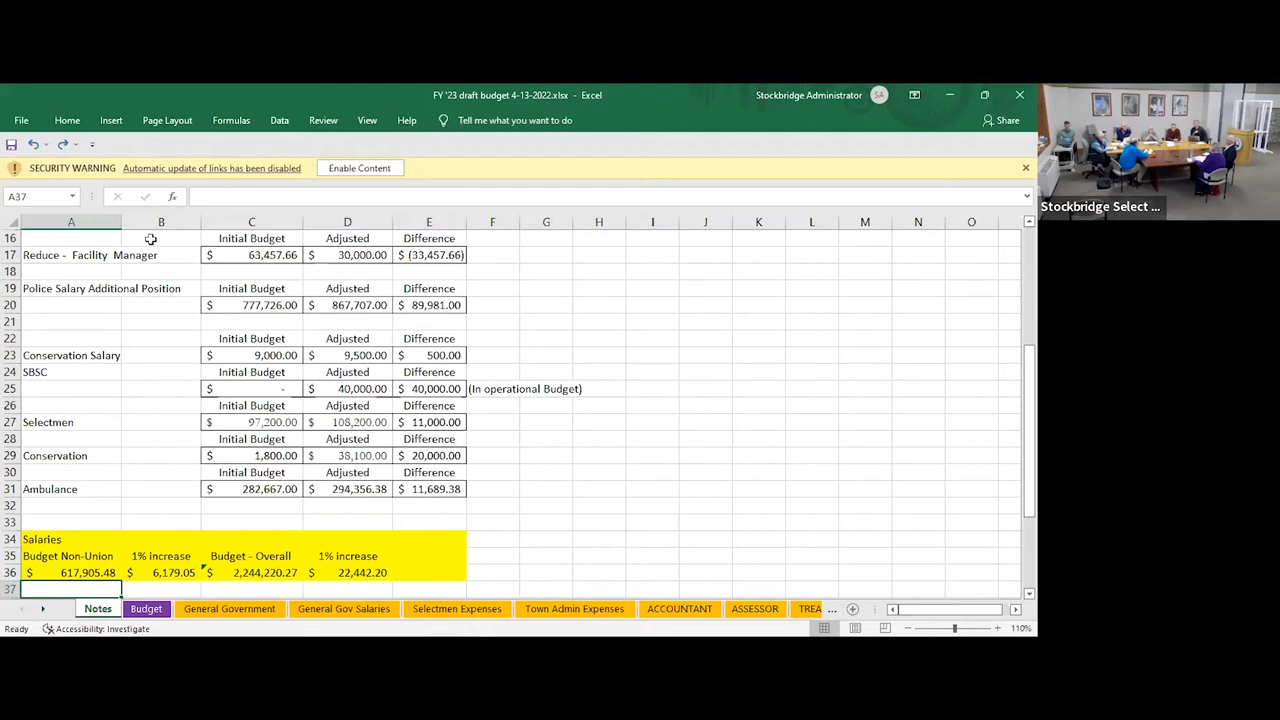 FY '23 draft budget 4-13-2022.xlsx - Excel
Stockbridge Administrator SA
File Home Insert Page Layout Formulas Data Review View Help Tell me what you want to do Share
SECURITY WARNING Automatic update of links has been disabled Enable Content
A37 fx
A B C D E F G H I J K L M N O
16 Initial Budget Adjusted Difference
17 Reduce - Facility Manager $ 63,457.66 $ 30,000.00 $ (33,457.66)
18
19 Police Salary Additional Position Initial Budget Adjusted Difference
20 $ 777,726.00 $ 867,707.00 $ 89,981.00
21
22 Initial Budget Adjusted Difference
23 Conservation Salary $ 9,000.00 $ 9,500.00 $ 500.00
24 SBSC Initial Budget Adjusted Difference
25 $ - $ 40,000.00 $ 40,000.00 (In operational Budget)
26 Initial Budget Adjusted Difference
27 Selectmen $ 97,200.00 $ 108,200.00 $ 11,000.00
28 Initial Budget Adjusted Difference
29 Conservation $ 1,800.00 $ 38,100.00 $ 20,000.00
30 Initial Budget Adjusted Difference
31 Ambulance $ 282,667.00 $ 294,356.38 $ 11,689.38
32
33
34 Salaries
35 Budget Non-Union 1% increase Budget - Overall 1% increase
36 $ 617,905.48 $ 6,179.05 $ 2,244,220.27 $ 22,442.20
37
Notes Budget General Government General Gov Salaries Selectmen Expenses Town Admin Expenses ACCOUNTANT ASSESSOR TREA ...
Ready Accessibility: Investigate 110%
Stockbridge Select ...